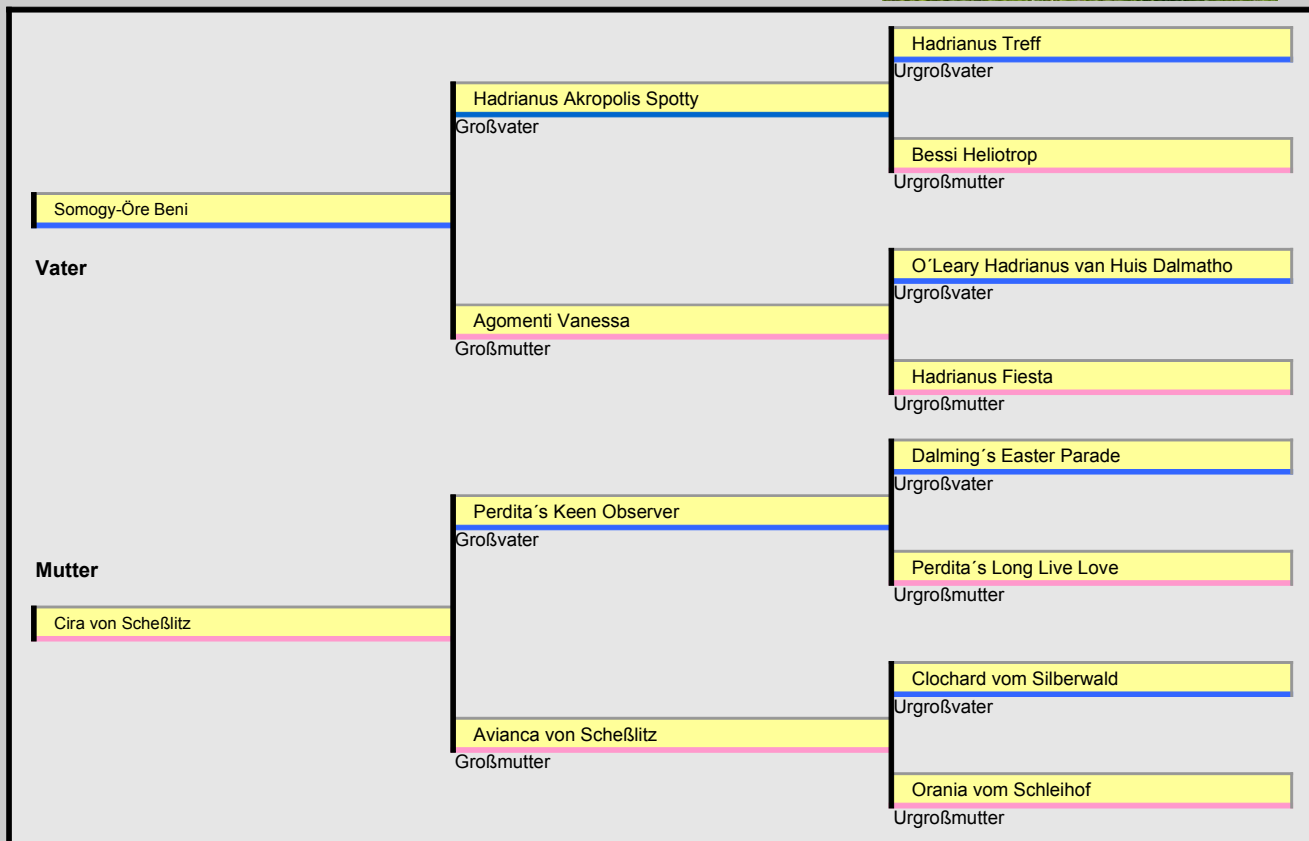 Hadrianus Treff
Urgroßvater
Hadrianus Akropolis Spotty
Großvater
Bessi Heliotrop
Urgroßmutter
Somogy-Öre Beni
Vater
O´Leary Hadrianus van Huis Dalmatho
Urgroßvater
Agomenti Vanessa
Großmutter
Hadrianus Fiesta
Urgroßmutter
Dalming´s Easter Parade
Urgroßvater
Perdita´s Keen Observer
Großvater
Mutter
Perdita´s Long Live Love
Urgroßmutter
Cira von Scheßlitz
Clochard vom Silberwald
Urgroßvater
Avianca von Scheßlitz
Großmutter
Orania vom Schleihof
Urgroßmutter